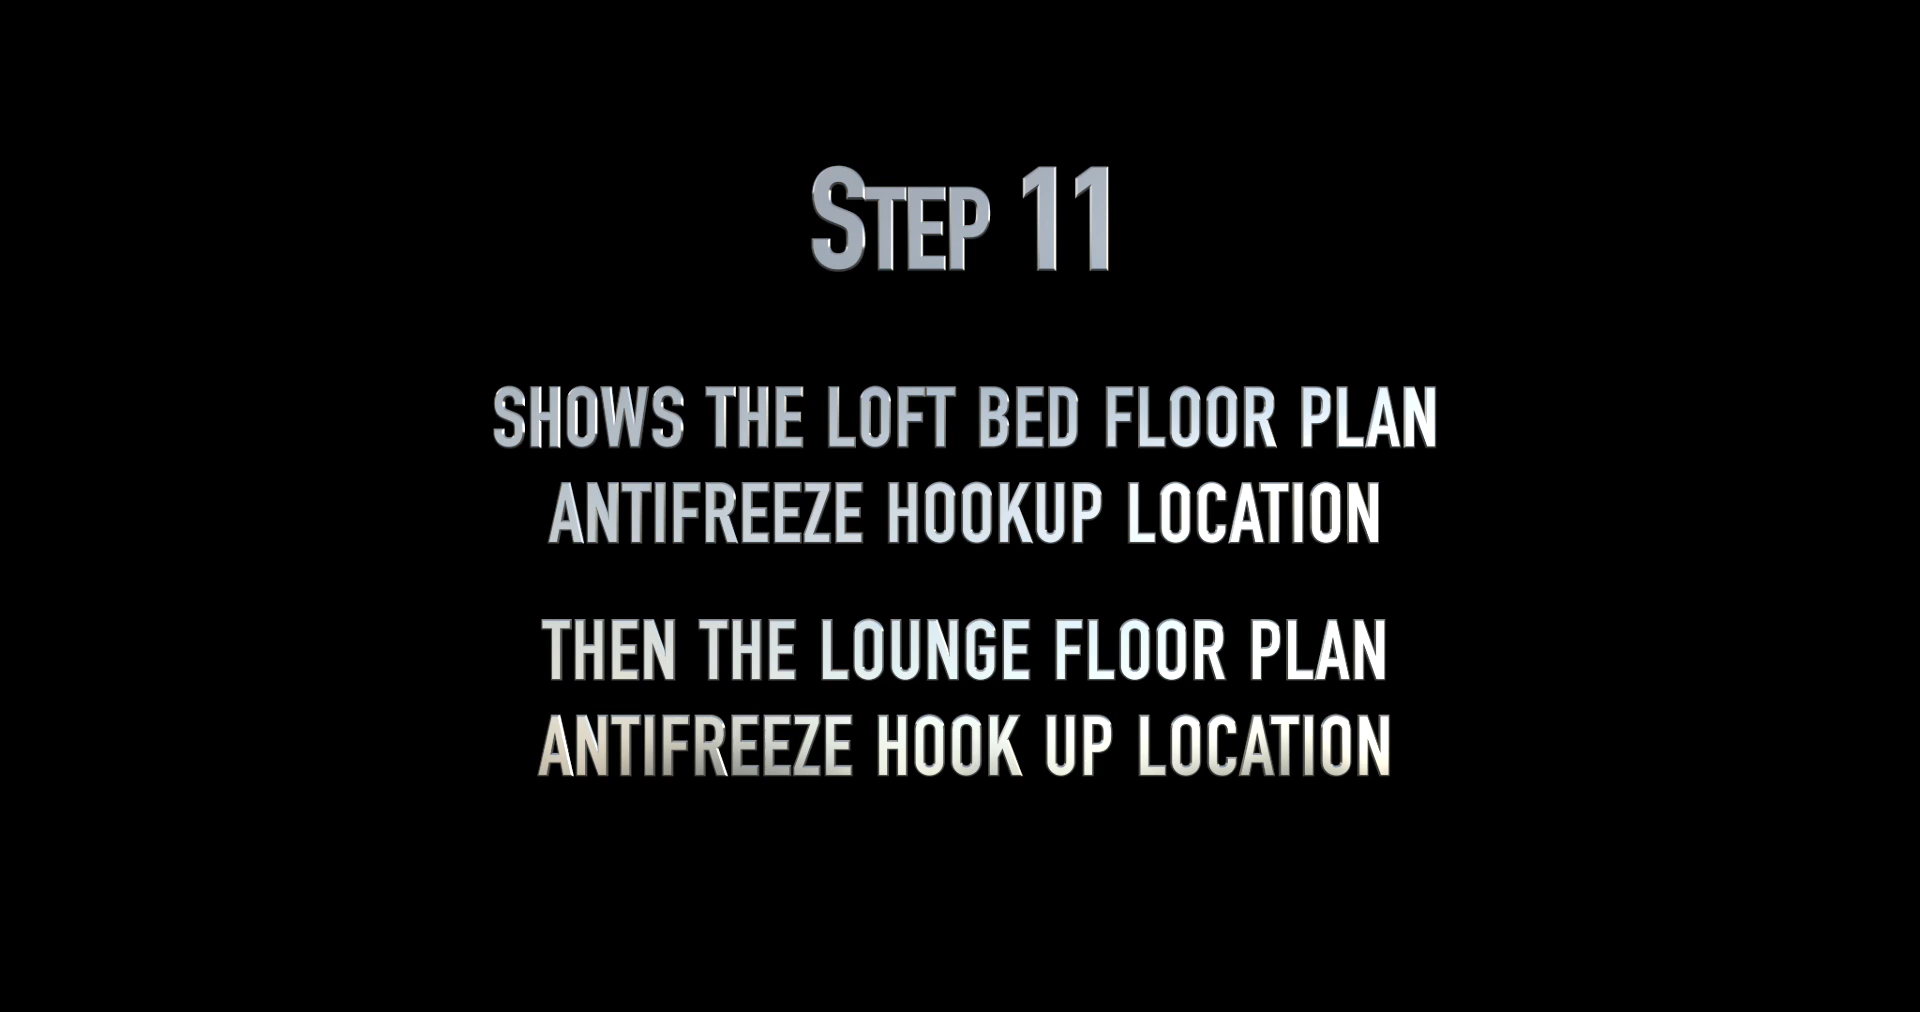 STEP 11
SHOWS THE LOFT BED FLOOR PLAN
ANTIFREEZE HOOKUP LOCATION
THEN THE LOUNGE FLOOR PLAN
ANTIFREEZE HOOK UP LOCATION